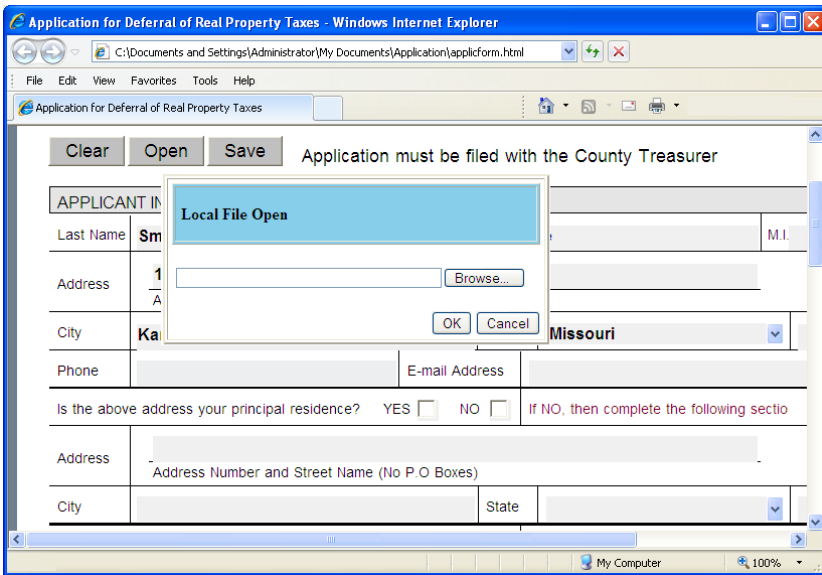 Application for Deferral of Real Property Taxes - Windows Internet Explorer
C:\Documents and Settings\Administrator\My Documents\Application\applicform.html
File Edit View Favorites Tools Help
Application for Deferral of Real Property Taxes
Clear Open Save Application must be filed with the County Treasurer
APPLICANT IN
Local File Open
Last Name Sm M.I.
Address 1
Browse...
A
OK Cancel
City Ka Missouri
Phone E-mail Address
Is the above address your principal residence? YES NO If NO, then complete the following sectio
Address
Address Number and Street Name (No P.O Boxes)
City State
My Computer 100%